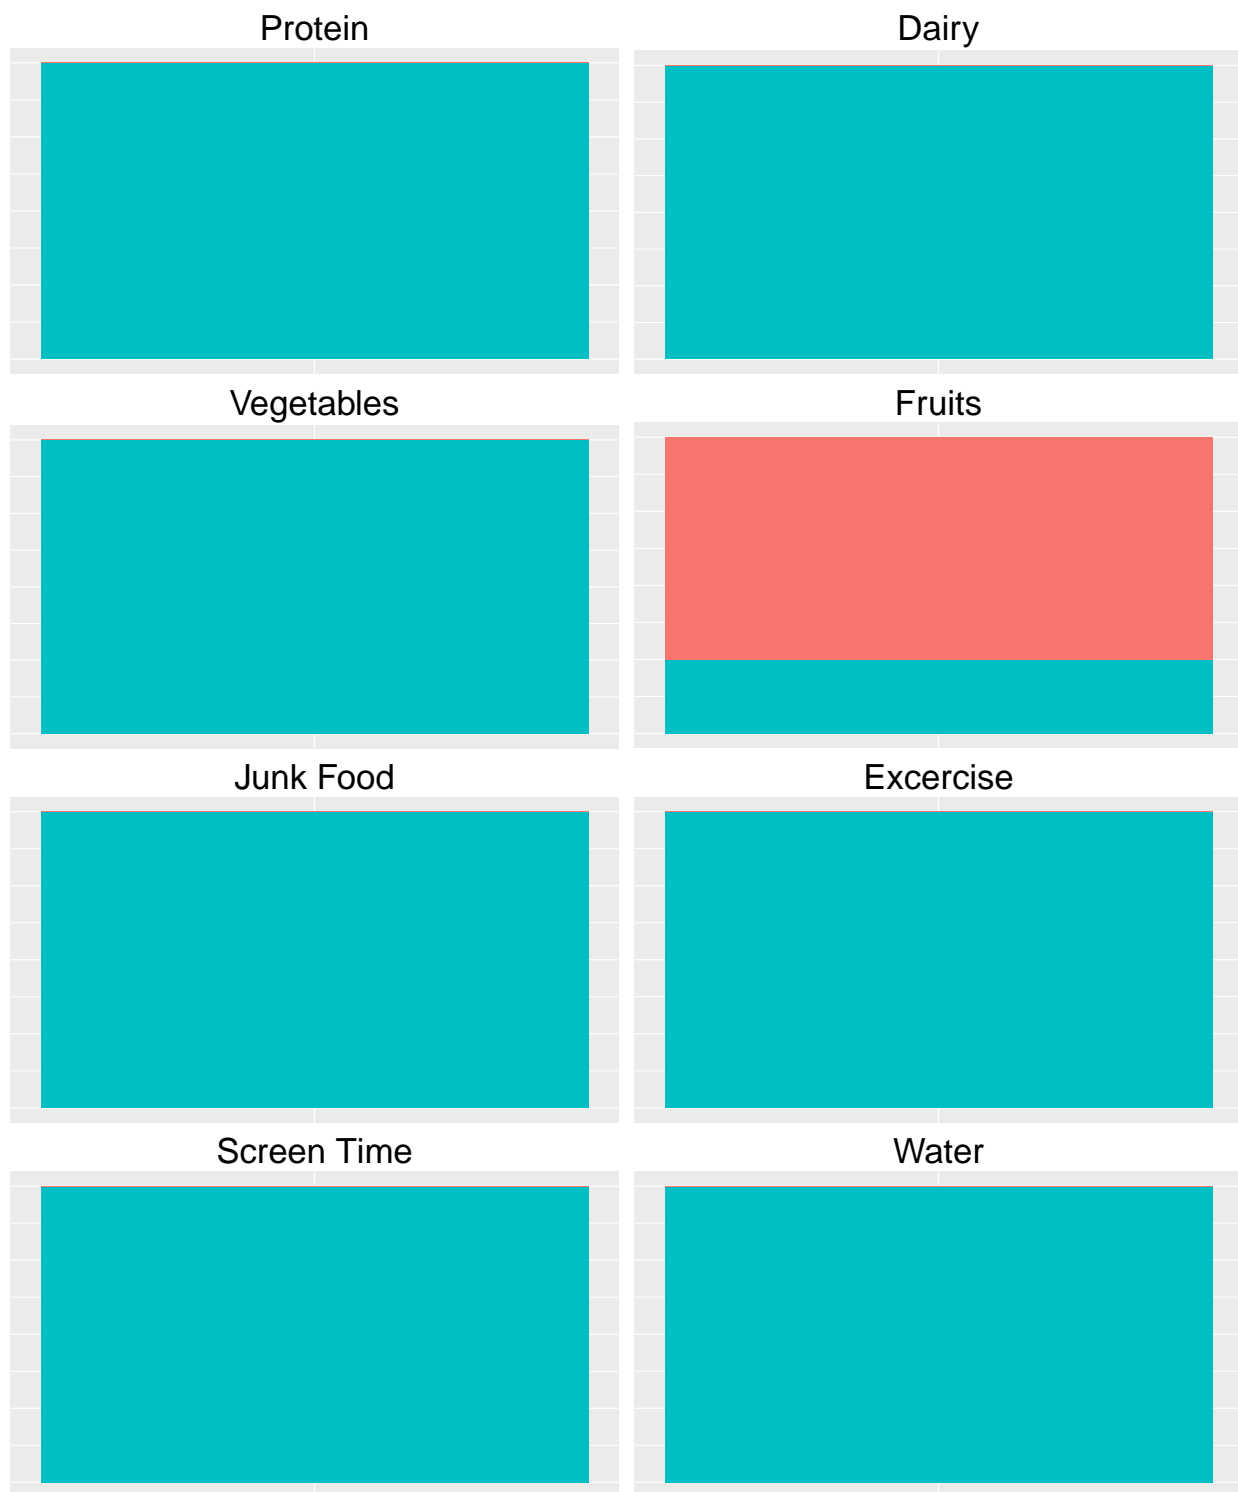 Protein
Dairy
Vegetables
Fruits
Junk Food
Excercise
Screen Time
Water